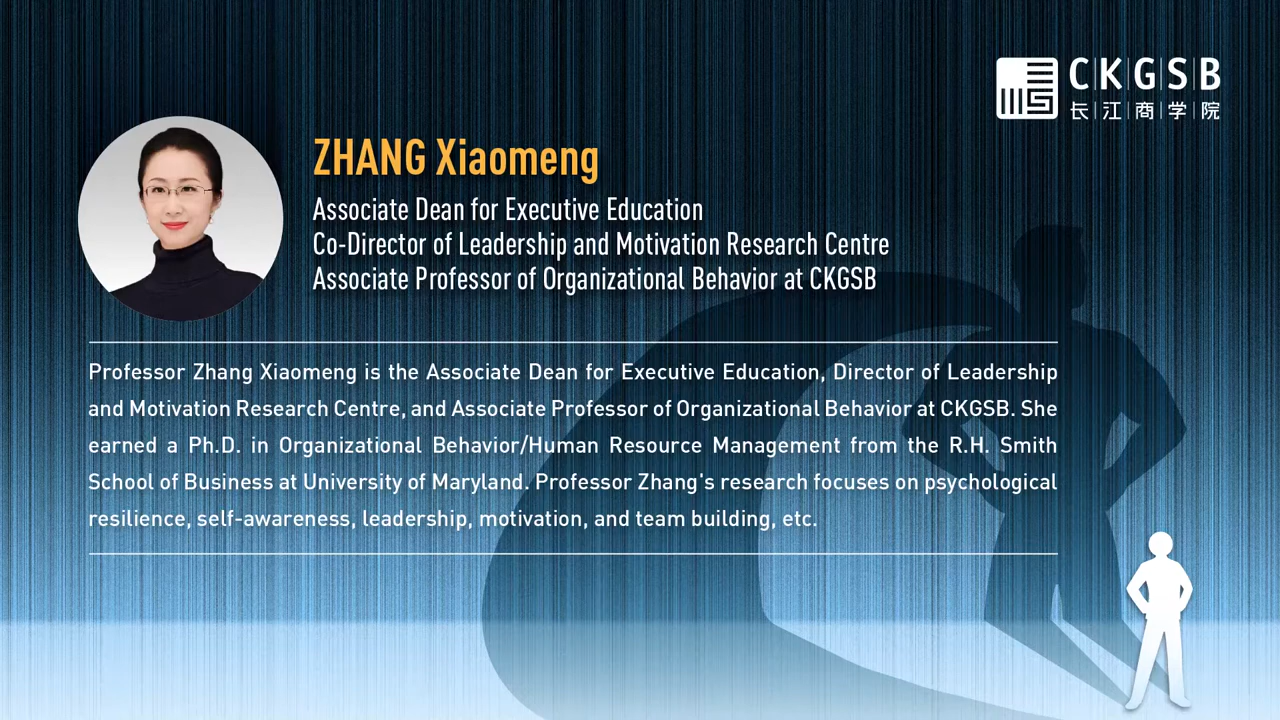 CKGSB
长江商学院
ZHANG Xiaomeng
Associate Dean for Executive Education
Co-Director of Leadership and Motivation Research Centre
Associate Professor of Organizational Behavior at CKGSB
Professor Zhang Xiaomeng is the Associate Dean for Executive Education, Director of Leadership
and Motivation Research Centre, and Associate Professor of Organizational Behavior at CKGSB. She
earned a Ph.D. in Organizational Behavior/Human Resource Management from the R.H. Smith
School of Business at University of Maryland. Professor Zhang's research focuses on psychological
resilience, self-awareness, leadership, motivation, and team building, etc.